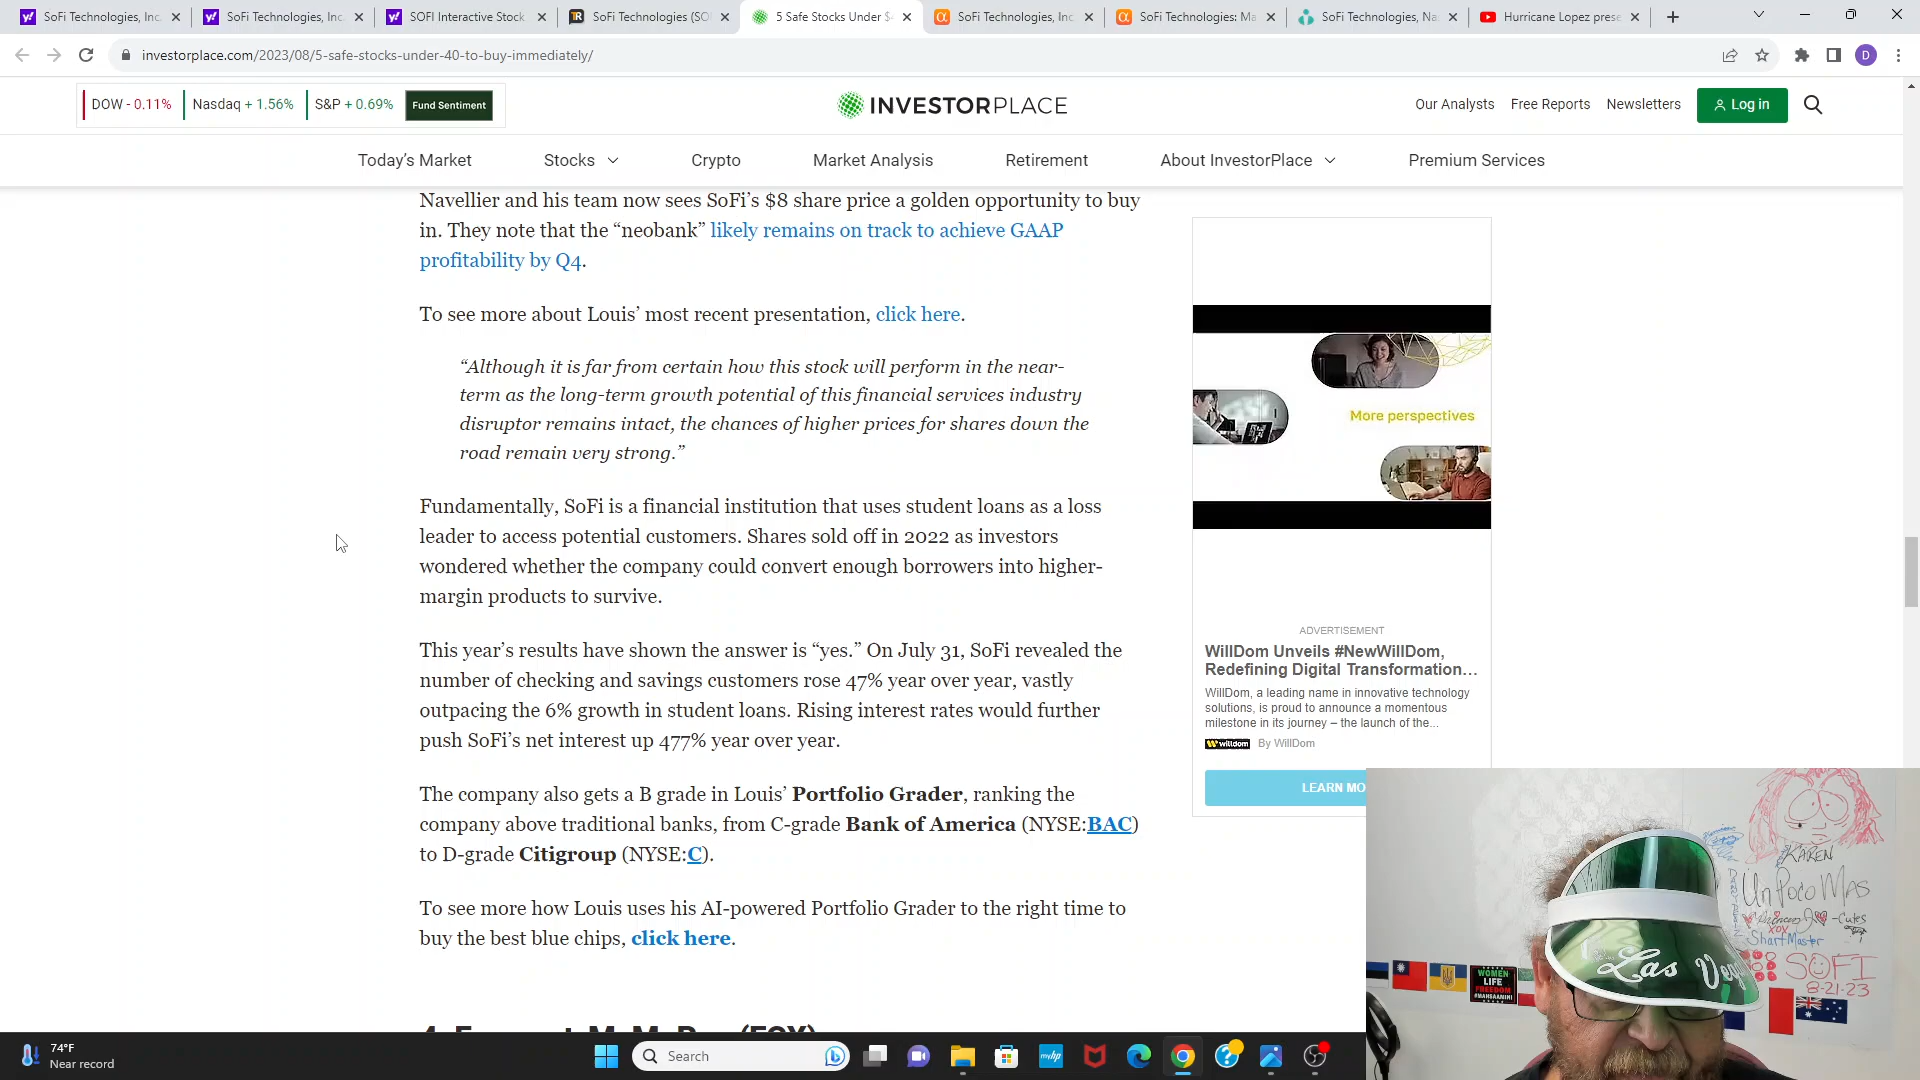 SoFi Technologies, Inc.
SoFi Technologies, Inc.
SOFI Interactive Stock
SoFi Technologies (SO
5 Safe Stocks Under $
SoFi Technologies, Inc
SoFi Technologies: Ma
SoFi Technologies, Na
Hurricane Lopez prese
investorplace.com/2023/08/5-safe-stocks-under-40-to-buy-immediately/
D
DOW - 0.11%
Nasdaq + 1.56%
S&P + 0.69%
Fund Sentiment
INVESTORPLACE
Our Analysts
Free Reports
Newsletters
Log in
Today's Market
Stocks
Crypto
Market Analysis
Retirement
About InvestorPlace
Premium Services
Navellier and his team now sees SoFi's $8 share price a golden opportunity to buy
in. They note that the “neobank” likely remains on track to achieve GAAP
profitability by Q4.
To see more about Louis' most recent presentation, click here.
“Although it is far from certain how this stock will perform in the near-
term as the long-term growth potential of this financial services industry
disruptor remains intact, the chances of higher prices for shares down the
road remain very strong.”
Fundamentally, SoFi is a financial institution that uses student loans as a loss
leader to access potential customers. Shares sold off in 2022 as investors
wondered whether the company could convert enough borrowers into higher-
margin products to survive.
This year's results have shown the answer is “yes.” On July 31, SoFi revealed the
number of checking and savings customers rose 47% year over year, vastly
outpacing the 6% growth in student loans. Rising interest rates would further
push SoFi's net interest up 477% year over year.
The company also gets a B grade in Louis' Portfolio Grader, ranking the
company above traditional banks, from C-grade Bank of America (NYSE:BAC)
to D-grade Citigroup (NYSE:C).
To see more how Louis uses his AI-powered Portfolio Grader to the right time to
buy the best blue chips, click here.
More perspectives
ADVERTISEMENT
WillDom Unveils #NewWillDom,
Redefining Digital Transformation...
WillDom, a leading name in innovative technology
solutions, is proud to announce a momentous
milestone in its journey – the launch of the...
willdom
By WillDom
LEARN MO
KAREN
Un Poco MAS
-Cutes
XOX
ShartMaster
SOFI
8-21-23
WOMEN
LIFE
FREEDOM
#MAHSAAMINI
Las Vega
74°F
Near record
Search
myhp